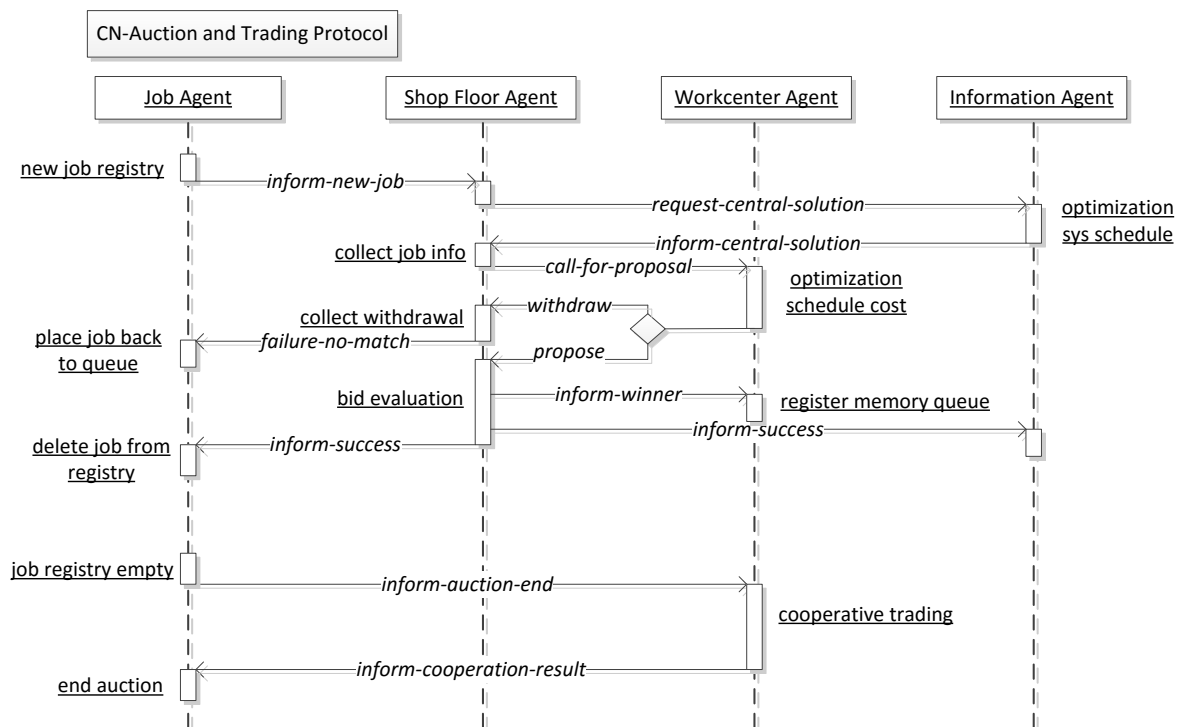 CN-Auction and Trading Protocol
Job Agent
Shop Floor Agent
Workcenter Agent
Information Agent
new job registry
inform-new-job
request-central-solution
optimization
sys schedule
inform-central-solution
collect job info
call-for-proposal
optimization
schedule cost
withdraw
collect withdrawal
place job back
to queue
failure-no-match
propose
bid evaluation
inform-winner
register memory queue
inform-success
inform-success
delete job from
registry
job registry empty
inform-auction-end
cooperative trading
inform-cooperation-result
end auction